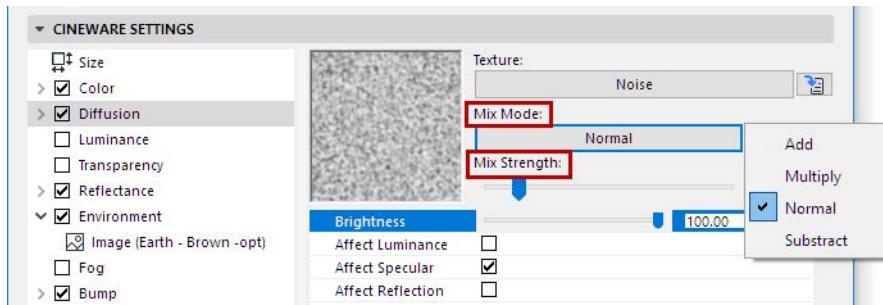 CINEWARE SETTINGS
Size
Color
Diffusion
Luminance
Transparency
Reflectance
Environment
Image (Earth - Brown -opt)
Fog
Bump
Texture:
Noise
Mix Mode:
Normal
Mix Strength:
Brightness
100.00
Affect Luminance
Affect Specular
Affect Reflection
Add
Multiply
Normal
Substract